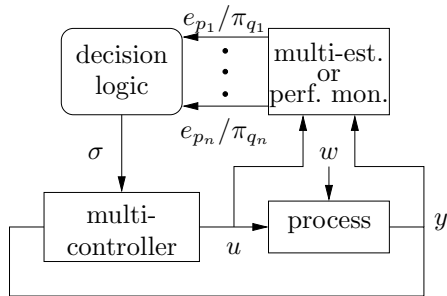 e_{p_1}/π_{q_1}
decision
logic
multi-est.
or
perf. mon.
e_{p_n}/π_{q_n}
σ
w
multi-
controller
u
process
y